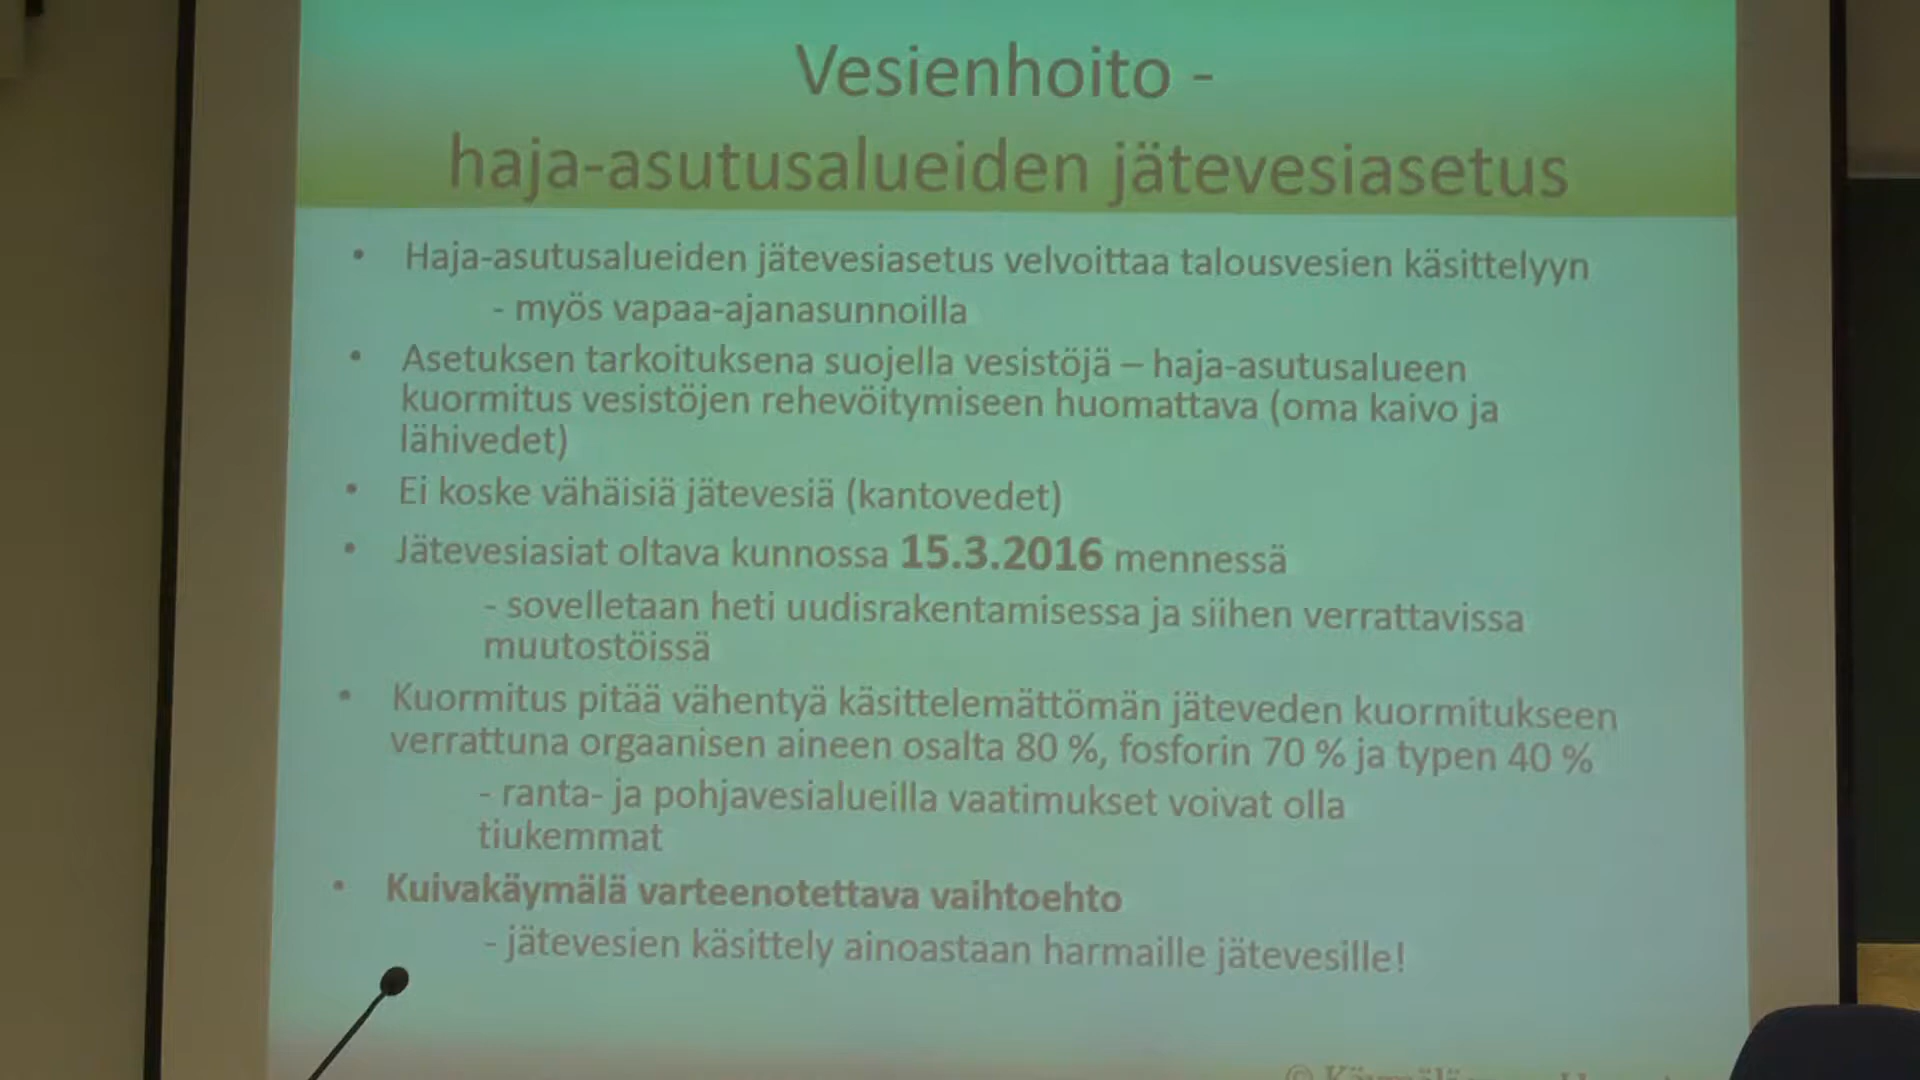 Vesienhoito -
haja-asutusalueiden jätevesiasetus
• Haja-asutusalueiden jätevesiasetus velvoittaa talousvesien käsittelyyn
- myös vapaa-ajanasunnoilla
• Asetuksen tarkoituksena suojella vesistöjä – haja-asutusalueen
kuormitus vesistöjen rehevöitymiseen huomattava (oma kaivo ja
lähivedet)
• Ei koske vähäisiä jätevesiä (kantovedet)
• Jätevesiasiat oltava kunnossa 15.3.2016 mennessä
- sovelletaan heti uudisrakentamisessa ja siihen verrattavissa
muutostöissä
• Kuormitus pitää vähentyä käsittelemättömän jäteveden kuormitukseen
verrattuna orgaanisen aineen osalta 80 %, fosforin 70 % ja typen 40 %
- ranta- ja pohjavesialueilla vaatimukset voivat olla
tiukemmat
• Kuivakäymälä varteenotettava vaihtoehto
- jätevesien käsittely ainoastaan harmaille jätevesille!